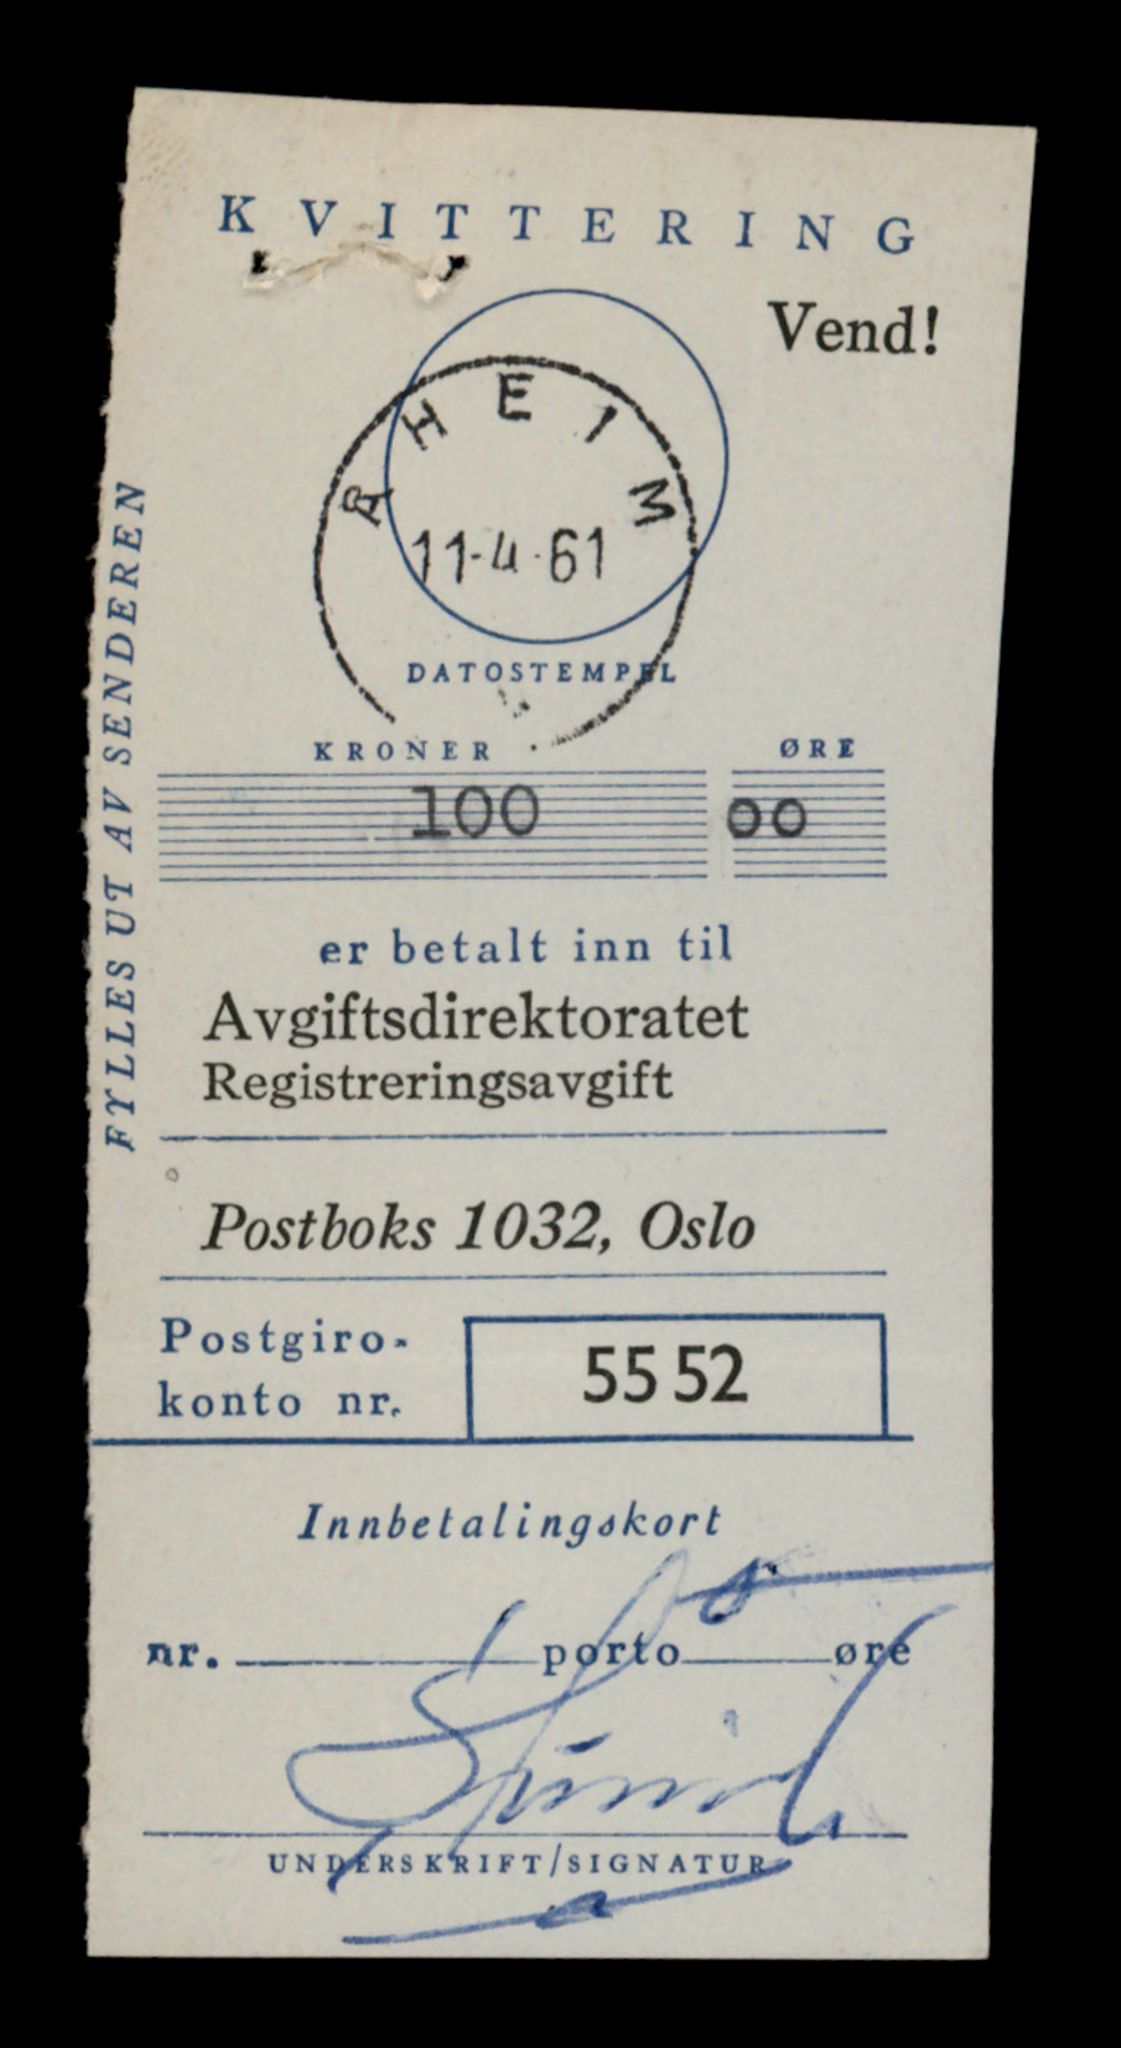 KVITTERING
Vend!
ÅHEIM
11-4-61
DATOSTEMPEL
FYLLES UT AV SENDEREN
KRONER ØRE
100 00
er betalt inn til
Avgiftsdirektoratet
Registreringsavgift
Postboks 1032, Oslo
Postgiro-
konto nr. 5552
Innbetalingskort
nr. porto øre
UNDERSKRIFT/SIGNATUR